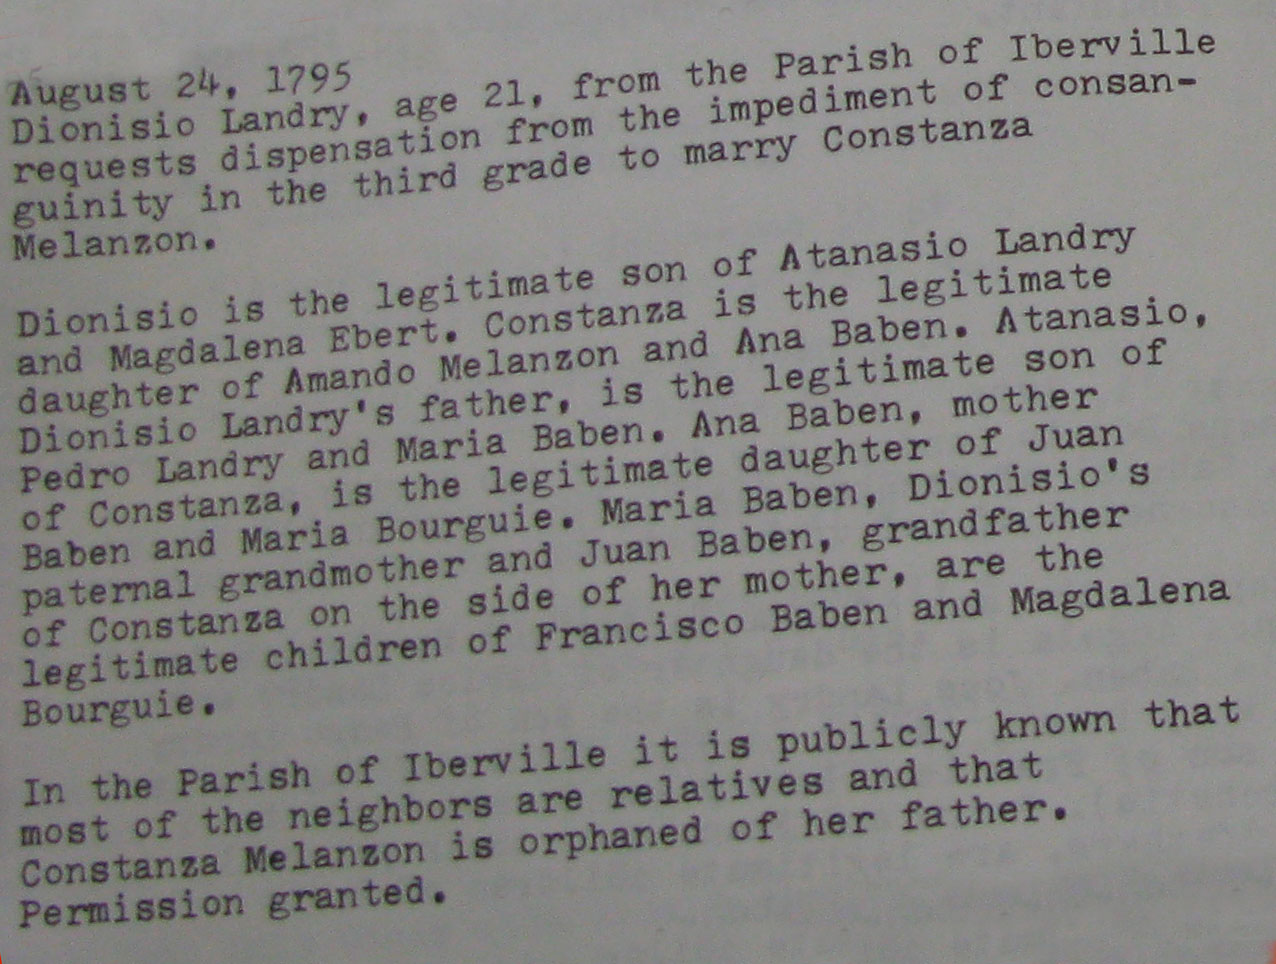 August 24, 1795
Dionisio Landry, age 21, from the Parish of Iberville
requests dispensation from the impediment of consan-
guinity in the third grade to marry Constanza
Melanzon.
Dionisio is the legitimate son of Atanasio Landry
and Magdalena Ebert. Constanza is the legitimate
daughter of Amando Melanzon and Ana Baben. Atanasio,
Dionisio Landry's father, is the legitimate son of
Pedro Landry and Maria Baben. Ana Baben, mother
of Constanza, is the legitimate daughter of Juan
Baben and Maria Bourguie. Maria Baben, Dionisio's
paternal grandmother and Juan Baben, grandfather
of Constanza on the side of her mother, are the
legitimate children of Francisco Baben and Magdalena
Bourguie.
In the Parish of Iberville it is publicly known that
most of the neighbors are relatives and that
Constanza Melanzon is orphaned of her father.
Permission granted.